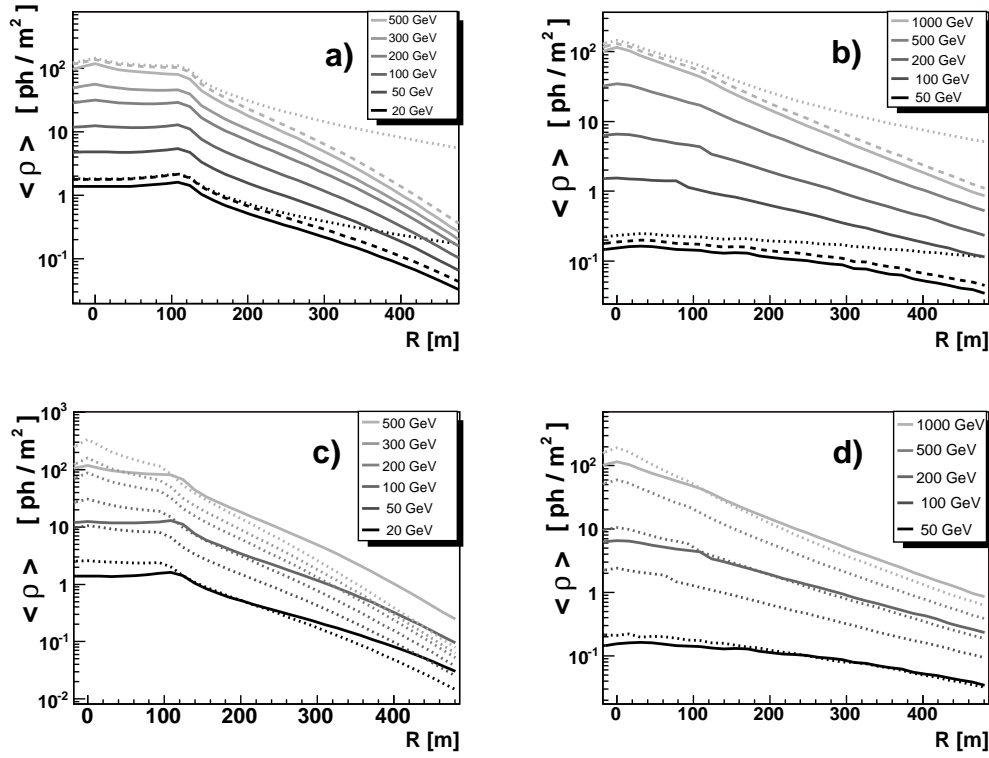 a)
500 GeV
300 GeV
200 GeV
100 GeV
50 GeV
20 GeV
< ρ > [ ph / m² ]
10²
10
1
10⁻¹
0 100 200 300 400
R [m]
b)
1000 GeV
500 GeV
200 GeV
100 GeV
50 GeV
< ρ > [ ph / m² ]
10²
10
1
10⁻¹
0 100 200 300 400
R [m]
c)
500 GeV
300 GeV
200 GeV
100 GeV
50 GeV
20 GeV
< ρ > [ ph / m² ]
10³
10²
10
1
10⁻¹
10⁻²
0 100 200 300 400
R [m]
d)
1000 GeV
500 GeV
200 GeV
100 GeV
50 GeV
< ρ > [ ph / m² ]
10²
10
1
10⁻¹
0 100 200 300 400
R [m]